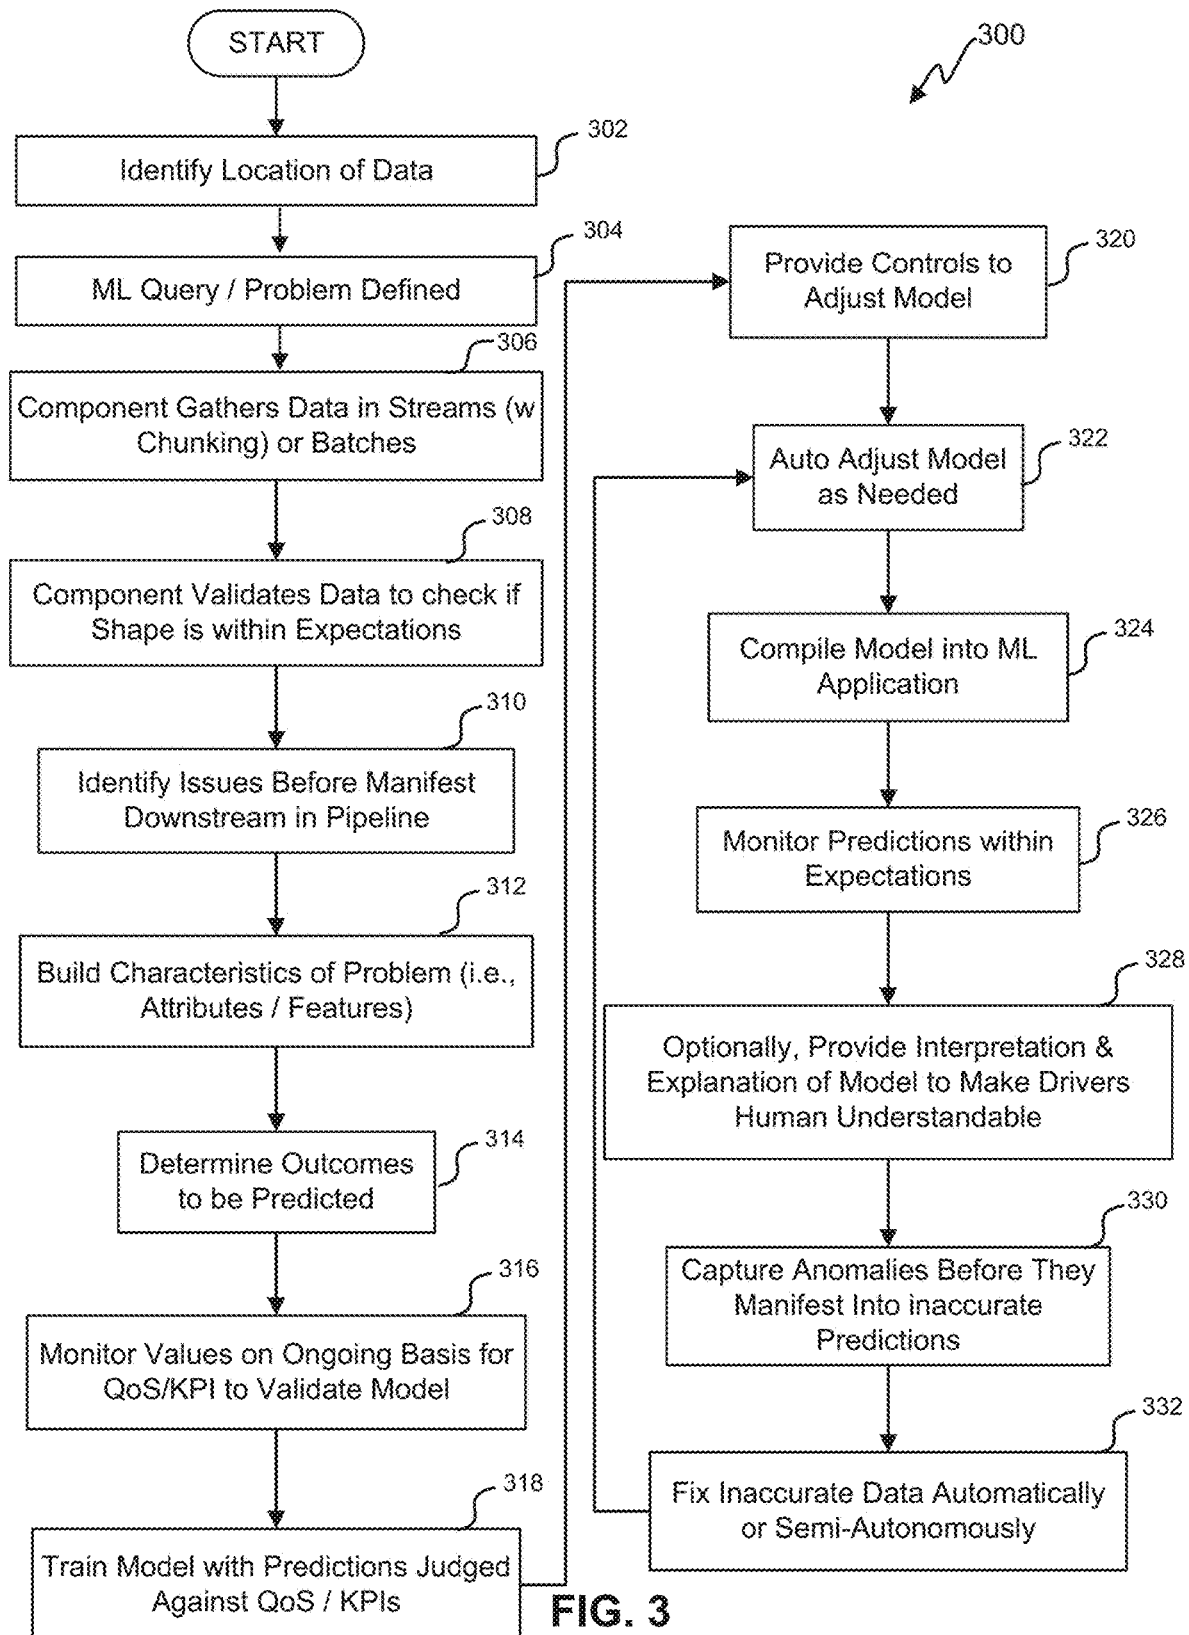 START
300
302
Identify Location of Data
304
ML Query / Problem Defined
306
Component Gathers Data in Streams (w
Chunking) or Batches
308
Component Validates Data to check if
Shape is within Expectations
310
Identify Issues Before Manifest
Downstream in Pipeline
312
Build Characteristics of Problem (i.e.,
Attributes / Features)
314
Determine Outcomes
to be Predicted
316
Monitor Values on Ongoing Basis for
QoS/KPI to Validate Model
318
Train Model with Predictions Judged
Against QoS / KPIs
320
Provide Controls to
Adjust Model
322
Auto Adjust Model
as Needed
324
Compile Model into ML
Application
326
Monitor Predictions within
Expectations
328
Optionally, Provide Interpretation &
Explanation of Model to Make Drivers
Human Understandable
330
Capture Anomalies Before They
Manifest Into inaccurate
Predictions
332
Fix Inaccurate Data Automatically
or Semi-Autonomously
FIG. 3